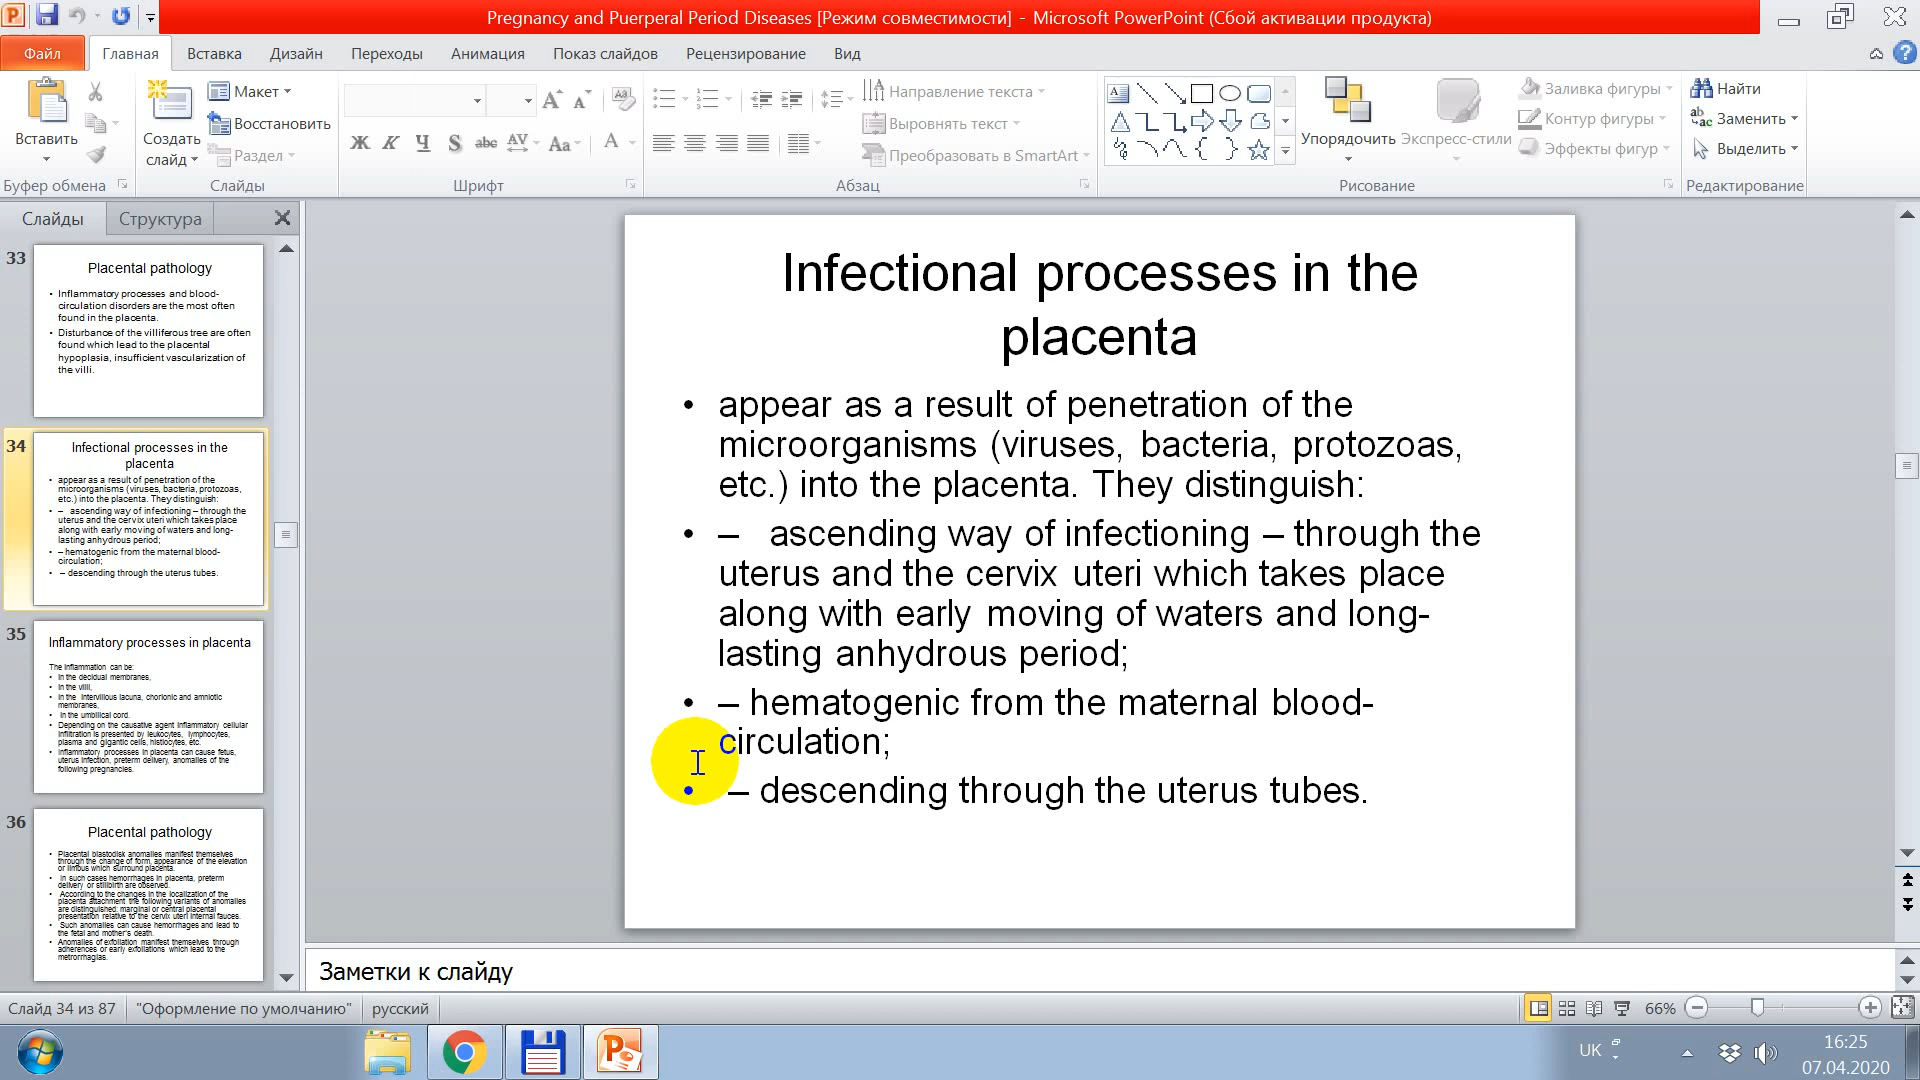 Pregnancy and Puerperal Period Diseases [Режим совместимости] - Microsoft PowerPoint (Сбой активации продукта)
Файл Главная Вставка Дизайн Переходы Анимация Показ слайдов Рецензирование Вид
Вставить
Буфер обмена
Создать слайд
Макет
Восстановить
Раздел
Слайды
Ж К Ч S abc AV Aa A
Шрифт
Направление текста
Выровнять текст
Преобразовать в SmartArt
Абзац
Упорядочить
Экспресс-стили
Заливка фигуры
Контур фигуры
Эффекты фигур
Рисование
Найти
Заменить
Выделить
Редактирование
Слайды Структура
33
Placental pathology
• Inflammatory processes and blood-
circulation disorders are the most often
found in the placenta.
• Disturbance of the villiferous tree are often
found which lead to the placental
hypoplasia, insufficient vascularization of
the villi.
34
Infectional processes in the
placenta
• appear as a result of penetration of the
microorganisms (viruses, bacteria, protozoas,
etc.) into the placenta. They distinguish:
• – ascending way of infectioning – through the
uterus and the cervix uteri which takes place
along with early moving of waters and long-
lasting anhydrous period;
• – hematogenic from the maternal blood-
circulation;
• – descending through the uterus tubes.
35
Inflammatory processes in placenta
The inflammation can be:
• In the decidual membranes,
• In the villi,
• In the intervillous lacuna, chorionic and amniotic
membranes,
• In the umbilical cord.
• Depending on the causative agent inflammatory cellular
infiltration is presented by leukocytes, lymphocytes,
plasma and gigantic cells, histiocytes, etc.
• Inflammatory processes in placenta can cause fetus,
uterus infection, preterm delivery, anomalies of the
following pregnancies.
36
Placental pathology
• Placental blastodisk anomalies manifest themselves
through the change of form, appearance of the elevation
or limbus which surround placenta.
• In such cases hemorrhages in placenta, preterm
delivery or stillbirth are observed.
• According to the changes in the localization of the
placenta attachment the following variants of anomalies
are distinguished: marginal or central placental
presentation relative to the cervix uteri internal fauces.
• Such anomalies can cause hemorrhages and lead to
the fetal and mother's death.
• Anomalies of exfoliation manifest themselves through
adherences or early exfoliations which lead to the
metrorrhagias.
Infectional processes in the
placenta
• appear as a result of penetration of the
microorganisms (viruses, bacteria, protozoas,
etc.) into the placenta. They distinguish:
• – ascending way of infectioning – through the
uterus and the cervix uteri which takes place
along with early moving of waters and long-
lasting anhydrous period;
• – hematogenic from the maternal blood-
circulation;
• – descending through the uterus tubes.
Заметки к слайду
Слайд 34 из 87 "Оформление по умолчанию" русский 66%
UK 16:25
07.04.2020